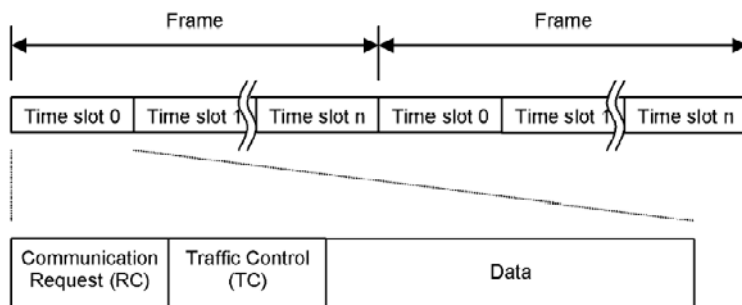 Frame Frame
Time slot 0 Time slot 1 Time slot n Time slot 0 Time slot 1 Time slot n
Communication
Request (RC)
Traffic Control
(TC)
Data